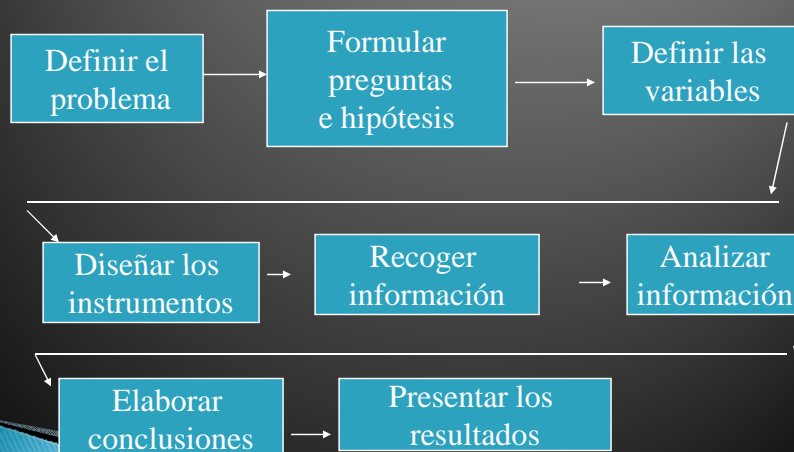 Definir el
problema
Formular
preguntas
e hipótesis
Definir las
variables
Diseñar los
instrumentos
Recoger
información
Analizar
información
Elaborar
conclusiones
Presentar los
resultados